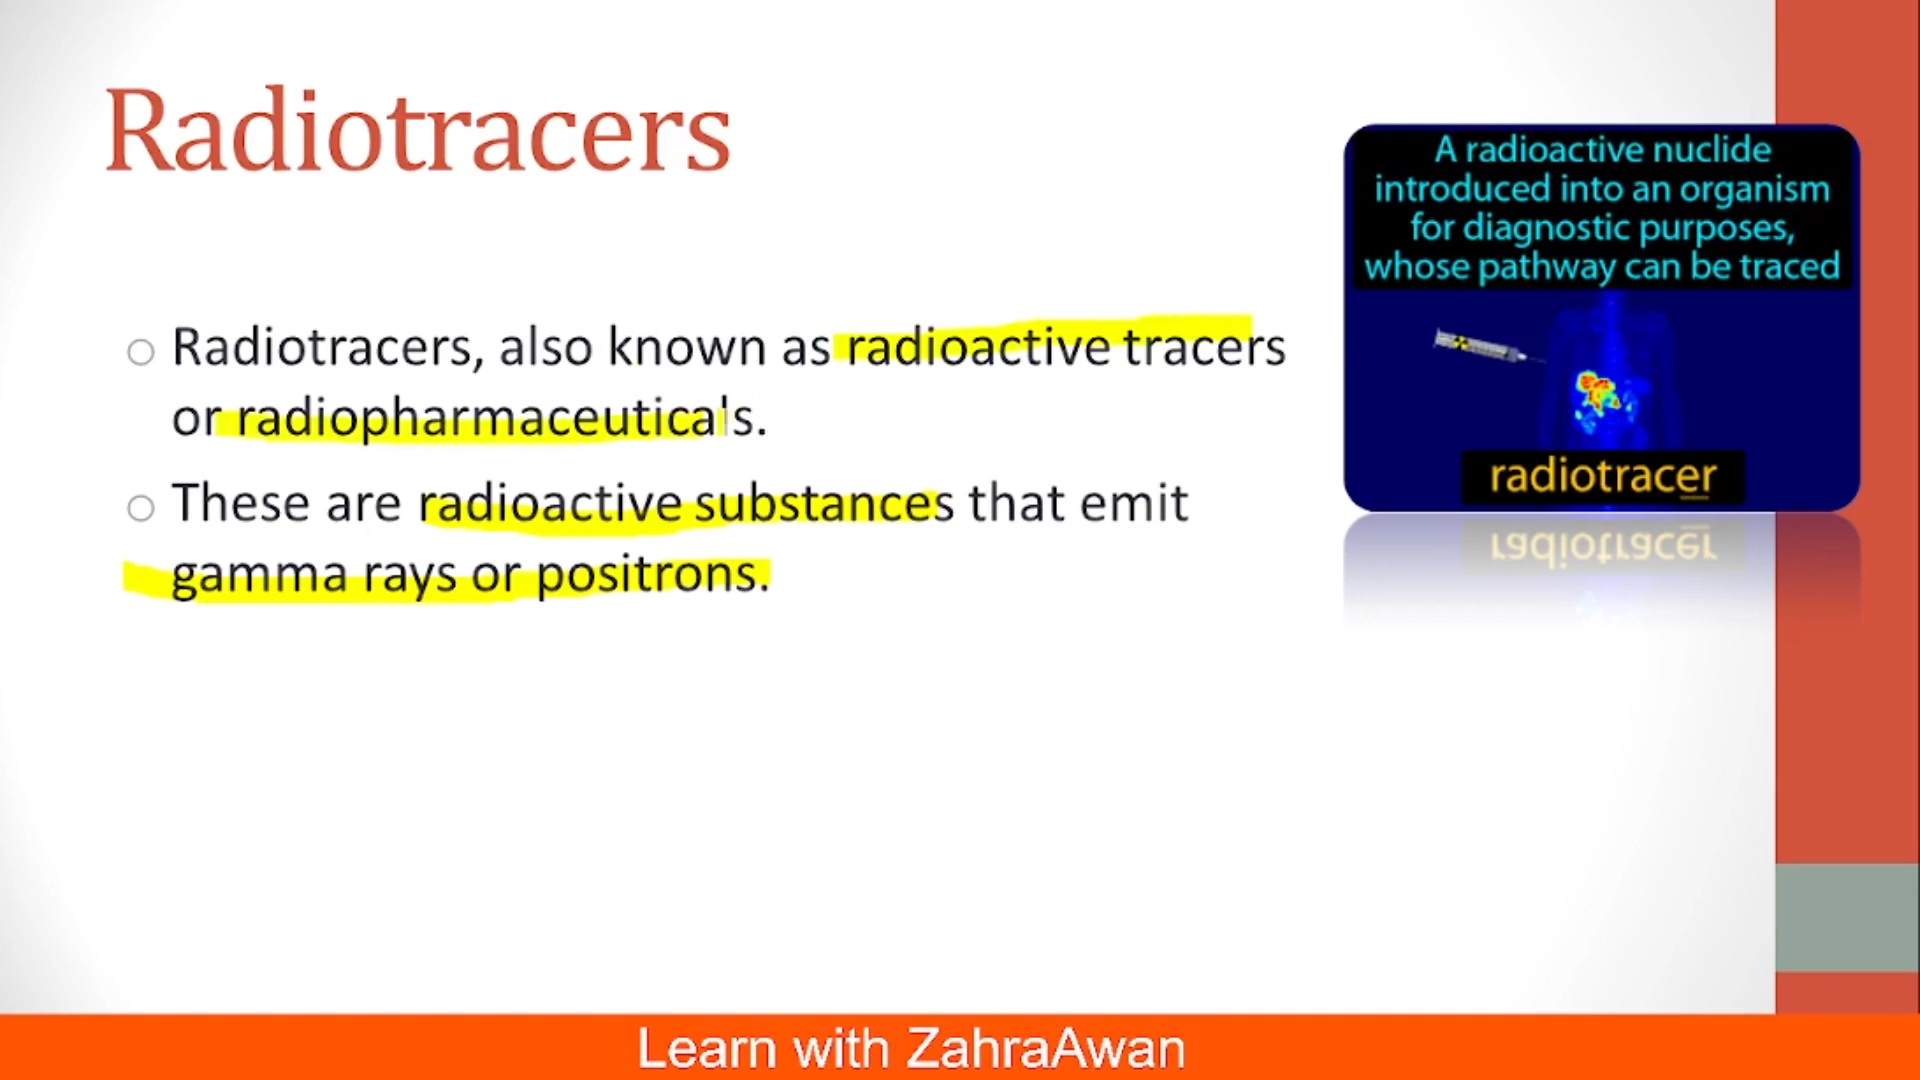 Radiotracers
Radiotracers, also known as radioactive tracers
or radiopharmaceuticals.
These are radioactive substances that emit
gamma rays or positrons.
A radioactive nuclide
introduced into an organism
for diagnostic purposes,
whose pathway can be traced
radiotracer
radiotracer
Learn with ZahraAwan